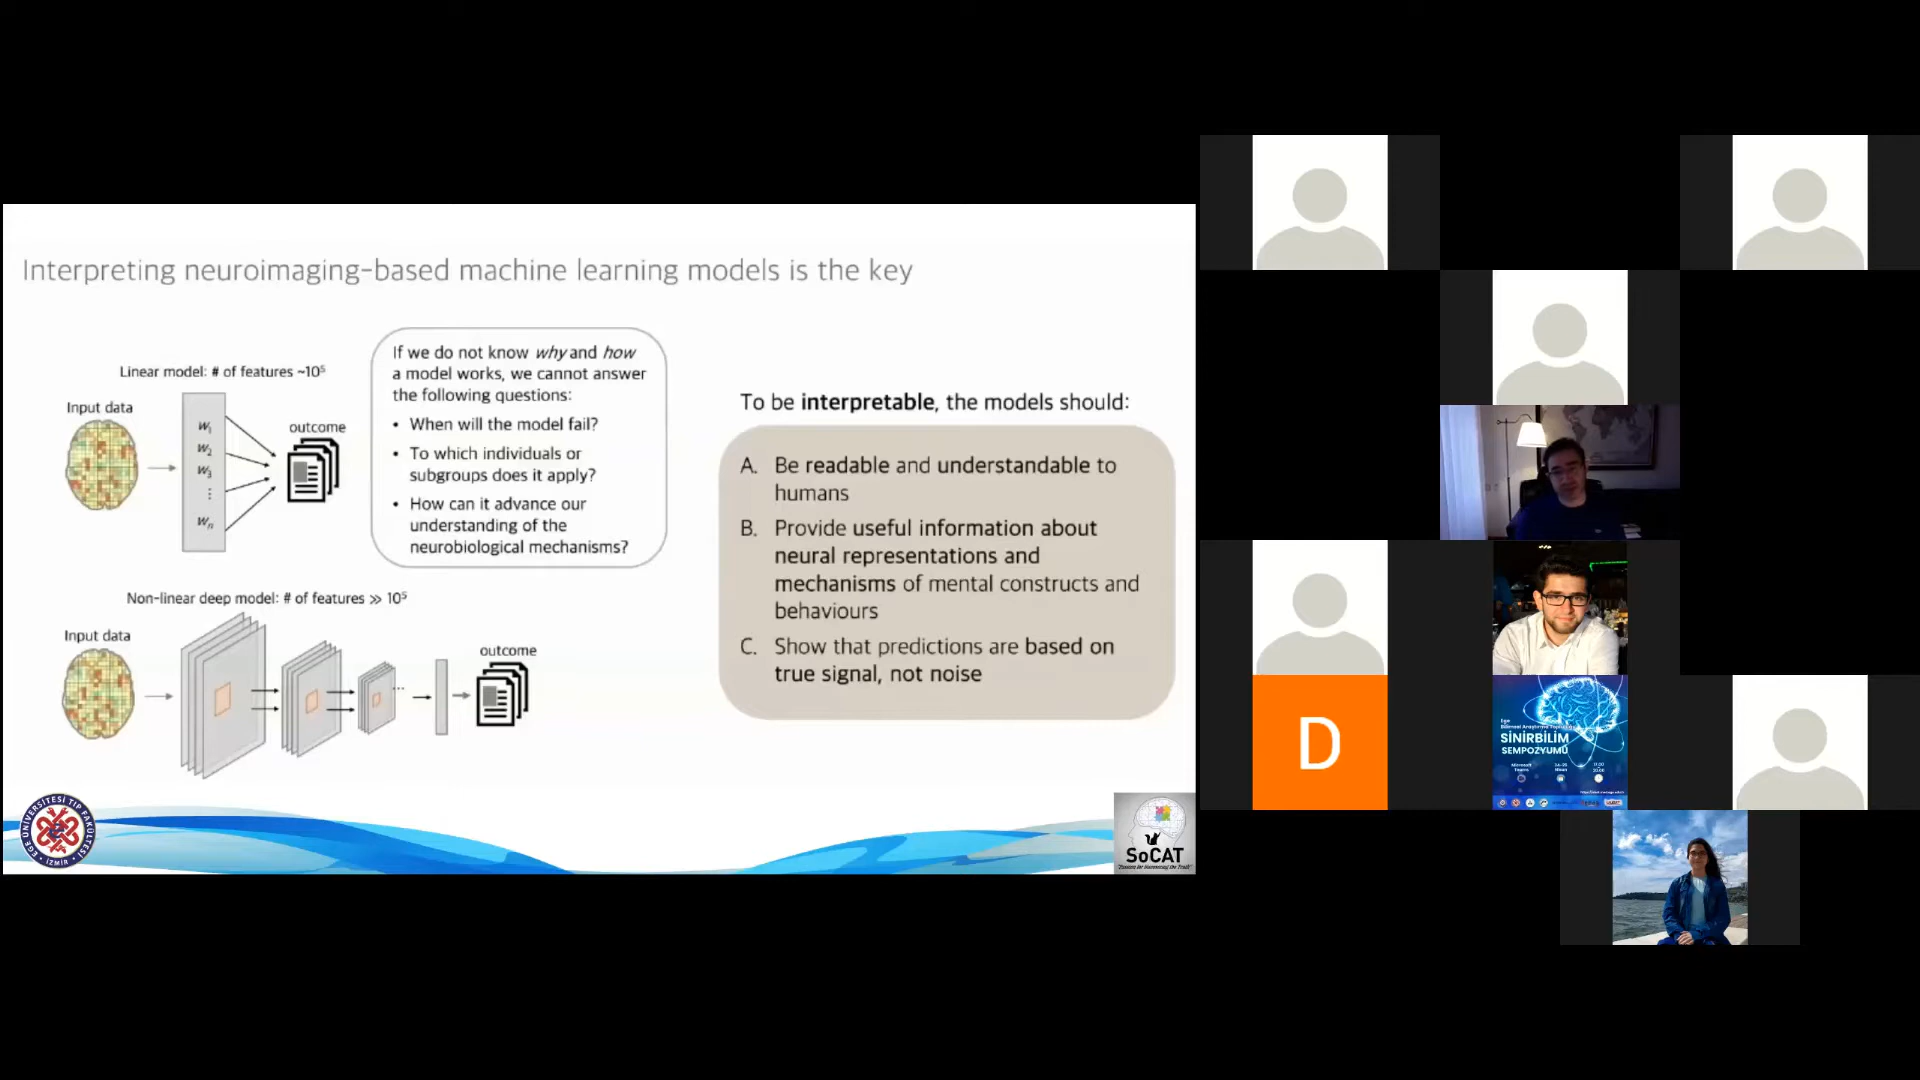 Interpreting neuroimaging-based machine learning models is the key
Linear model: # of features ~10⁵
Input data
w₁
w₂
w₃
⋮
wₙ
outcome
If we do not know why and how
a model works, we cannot answer
the following questions:
• When will the model fail?
• To which individuals or
subgroups does it apply?
• How can it advance our
understanding of the
neurobiological mechanisms?
Non-linear deep model: # of features ≫ 10⁵
Input data
...
outcome
To be interpretable, the models should:
A. Be readable and understandable to
humans
B. Provide useful information about
neural representations and
mechanisms of mental constructs and
behaviours
C. Show that predictions are based on
true signal, not noise
EGE ÜNİVERSİTESİ TIP FAKÜLTESİ
• İZMİR •
SoCAT
D
Ege
SİNİRBİLİM
SEMPOZYUMU